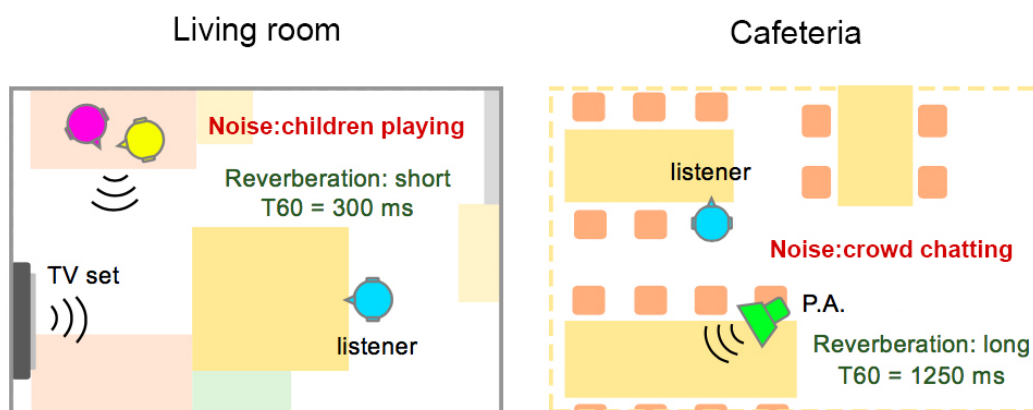 Living room
Noise:children playing
Reverberation: short
T60 = 300 ms
TV set
listener
Cafeteria
listener
Noise:crowd chatting
P.A.
Reverberation: long
T60 = 1250 ms